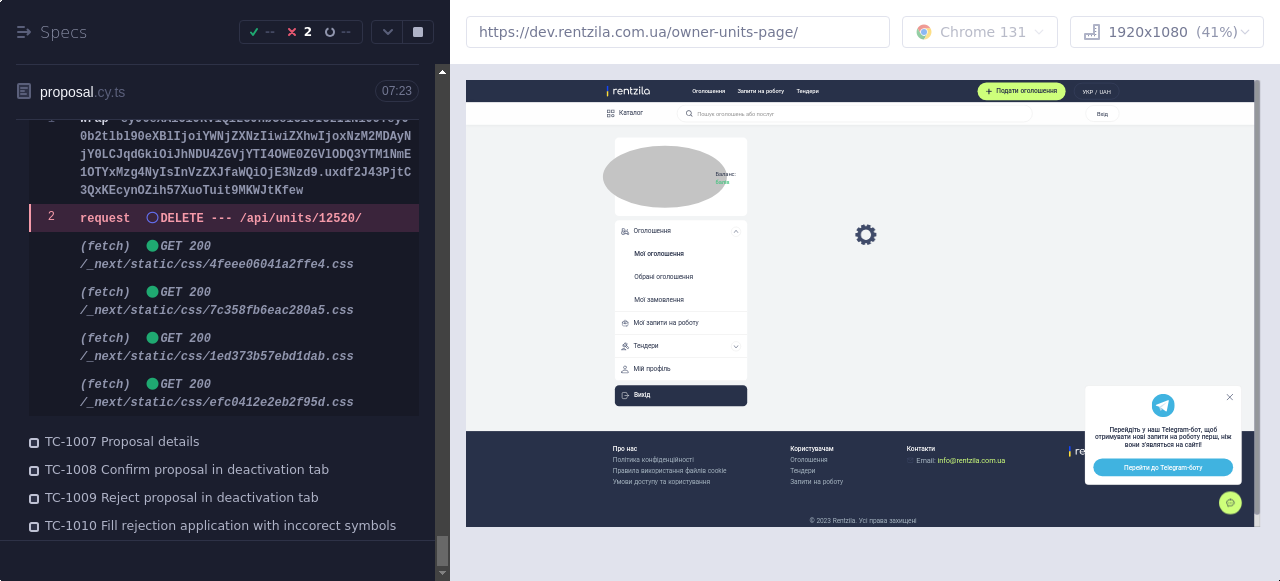 Specs
--
2
--
https://dev.rentzila.com.ua/owner-units-page/
Chrome 131
1920x1080 (41%)
proposal.cy.ts
07:23
0b2tlbl90eXBlIjoiYWNjZXNzIiwiZXhwIjoxNzM2MDAyN
jY0LCJqdGkiOiJhNDU4ZGVjYTI4OWE0ZGVlODQ3YTM1NmE
1OTYxMzg4NyIsInVzZXJfaWQiOjE3Nzd9.uxdf2J43PjtC
3QxKEcynOZih57XuoTuit9MKWJtKfew
2 request DELETE --- /api/units/12520/
(fetch) GET 200
/_next/static/css/4feee06041a2ffe4.css
(fetch) GET 200
/_next/static/css/7c358fb6eac280a5.css
(fetch) GET 200
/_next/static/css/1ed373b57ebd1dab.css
(fetch) GET 200
/_next/static/css/efc0412e2eb2f95d.css
TC-1007 Proposal details
TC-1008 Confirm proposal in deactivation tab
TC-1009 Reject proposal in deactivation tab
TC-1010 Fill rejection application with inccorect symbols
rentzila
Оголошення
Запити на роботу
Тендери
+ Подати оголошення
УКР / UAH
Каталог
Пошук оголошень або послуг
Вхід
Баланс:
Оголошення
Мої оголошення
Обрані оголошення
Мої замовлення
Мої запити на роботу
Тендери
Мій профіль
Вихід
Перейдіть у наш Telegram-бот, щоб
отримувати нові запити на роботу перш, ніж
вони з'являться на сайті!
Перейти до Telegram-боту
Про нас
Політика конфіденційності
Правила використання файлів cookie
Умови доступу та користування
Користувачам
Оголошення
Тендери
Запити на роботу
Контакти
Email: info@rentzila.com.ua
re
© 2023 Rentzila. Усі права захищені